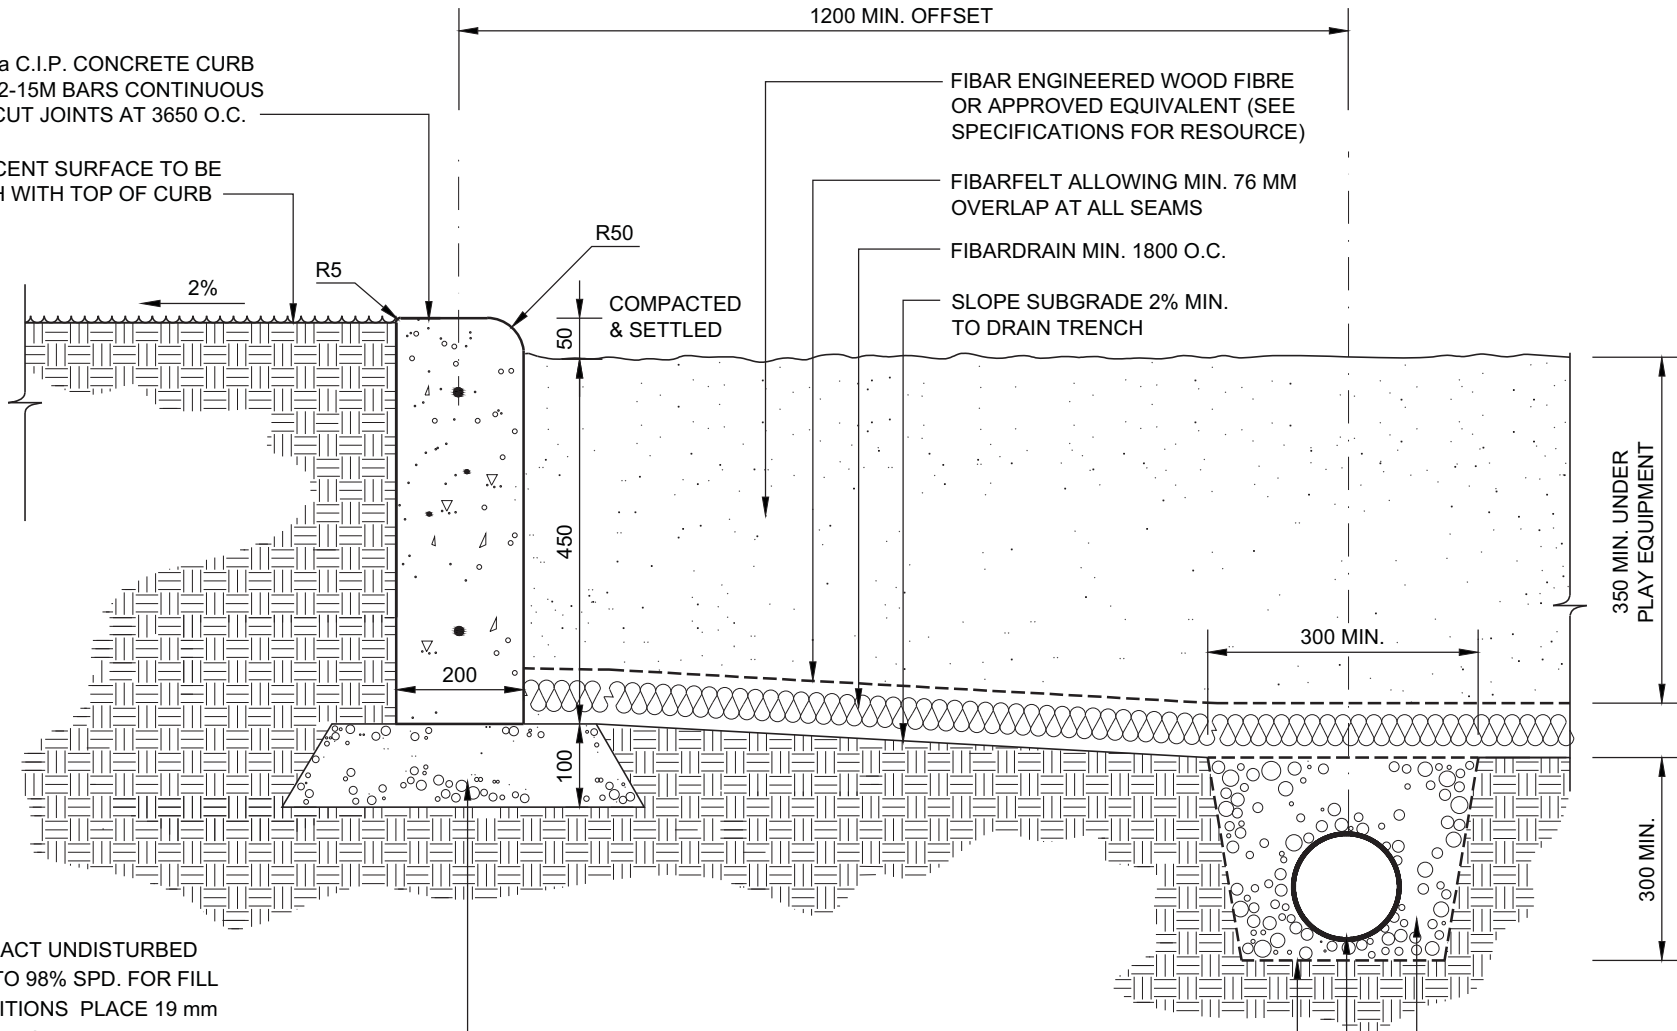 1200 MIN. OFFSET
a C.I.P. CONCRETE CURB
2-15M BARS CONTINUOUS
CUT JOINTS AT 3650 O.C.
CENT SURFACE TO BE
H WITH TOP OF CURB
FIBAR ENGINEERED WOOD FIBRE
OR APPROVED EQUIVALENT (SEE
SPECIFICATIONS FOR RESOURCE)
FIBARFELT ALLOWING MIN. 76 MM
OVERLAP AT ALL SEAMS
FIBARDRAIN MIN. 1800 O.C.
SLOPE SUBGRADE 2% MIN.
TO DRAIN TRENCH
R50
R5
2%
COMPACTED
& SETTLED
50
450
350 MIN. UNDER
PLAY EQUIPMENT
300 MIN.
200
100
300 MIN.
ACT UNDISTURBED
TO 98% SPD. FOR FILL
ITIONS PLACE 19 mm